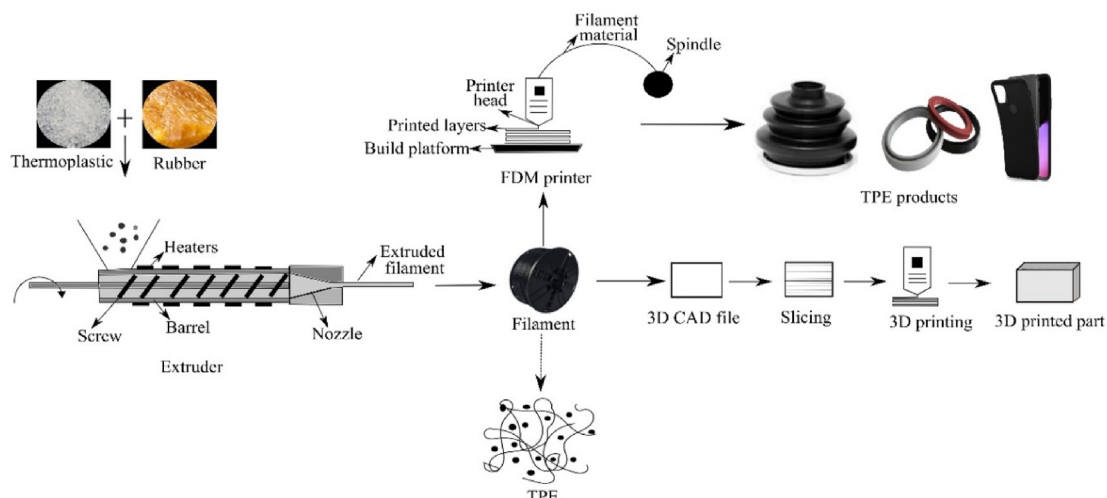 Filament
material
Spindle
Printer
head
Printed layers
Build platform
FDM printer
Thermoplastic
Rubber
TPE products
Heaters
Extruded
filament
Screw
Barrel
Nozzle
Extruder
Filament
3D CAD file
Slicing
3D printing
3D printed part
TPE